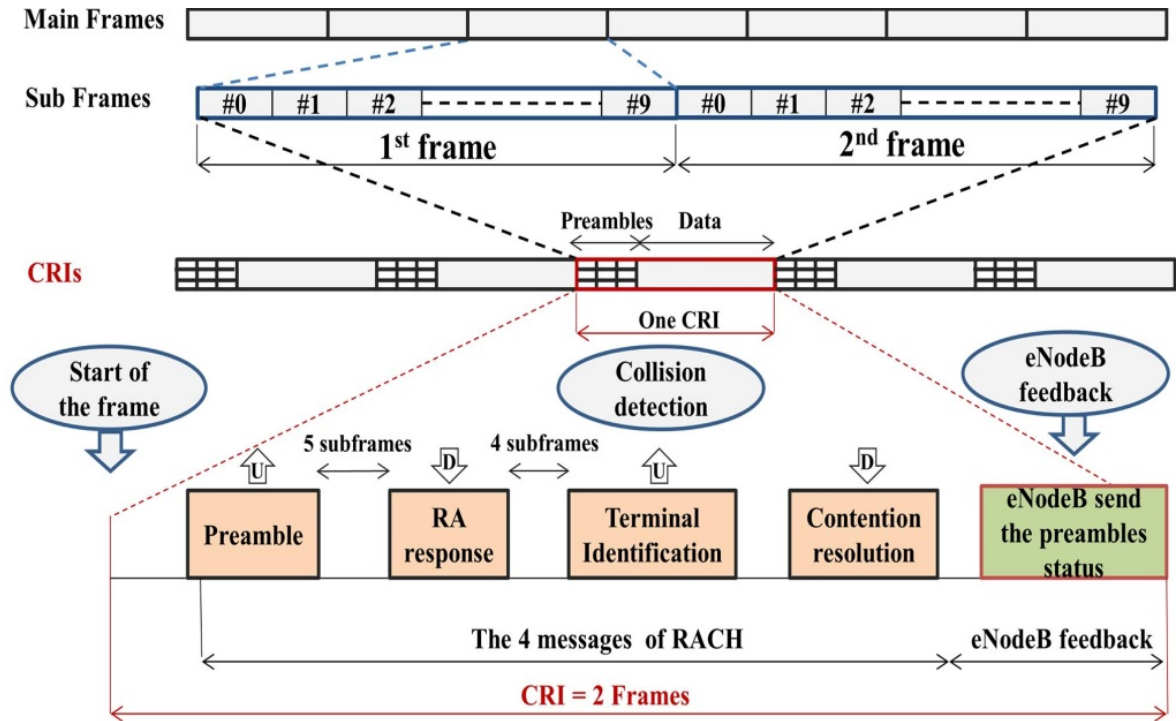 Main Frames
Sub Frames
#0 #1 #2 #9 #0 #1 #2 #9
1st frame 2nd frame
Preambles Data
CRIs
One CRI
Start of
the frame
Collision
detection
eNodeB
feedback
5 subframes 4 subframes
U D U D
Preamble
RA
response
Terminal
Identification
Contention
resolution
eNodeB send
the preambles
status
The 4 messages of RACH eNodeB feedback
CRI = 2 Frames